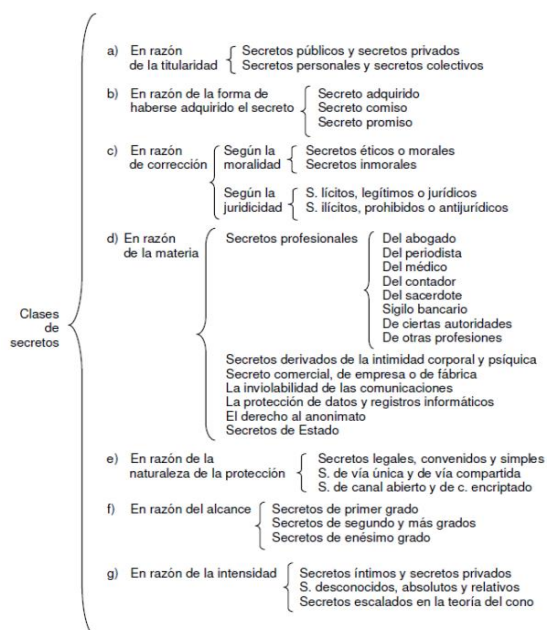 Clases
de
secretos
a) En razón
de la titularidad
Secretos públicos y secretos privados
Secretos personales y secretos colectivos
b) En razón de la forma de
haberse adquirido el secreto
Secreto adquirido
Secreto comiso
Secreto promiso
c) En razón
de corrección
Según la
moralidad
Secretos éticos o morales
Secretos inmorales
Según la
juridicidad
S. lícitos, legítimos o jurídicos
S. ilícitos, prohibidos o antijurídicos
d) En razón
de la materia
Secretos profesionales
Del abogado
Del periodista
Del médico
Del contador
Del sacerdote
Sigilo bancario
De ciertas autoridades
De otras profesiones
Secretos derivados de la intimidad corporal y psíquica
Secreto comercial, de empresa o de fábrica
La inviolabilidad de las comunicaciones
La protección de datos y registros informáticos
El derecho al anonimato
Secretos de Estado
e) En razón de la
naturaleza de la protección
Secretos legales, convenidos y simples
S. de vía única y de vía compartida
S. de canal abierto y de c. encriptado
f) En razón del alcance
Secretos de primer grado
Secretos de segundo y más grados
Secretos de enésimo grado
g) En razón de la intensidad
Secretos íntimos y secretos privados
S. desconocidos, absolutos y relativos
Secretos escalados en la teoría del cono